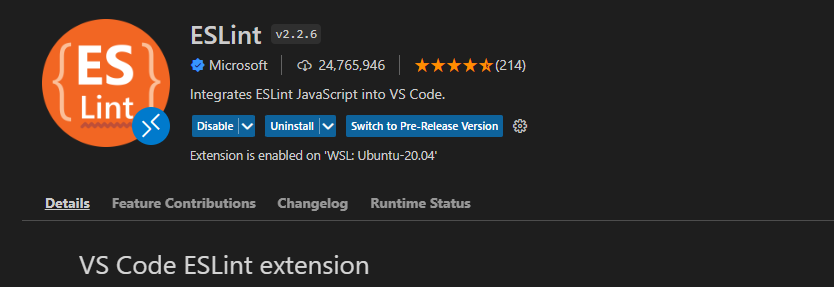 ES
Lint
ESLint v2.2.6
Microsoft 24,765,946 (214)
Integrates ESLint JavaScript into VS Code.
Disable Uninstall Switch to Pre-Release Version
Extension is enabled on 'WSL: Ubuntu-20.04'
Details Feature Contributions Changelog Runtime Status
VS Code ESLint extension